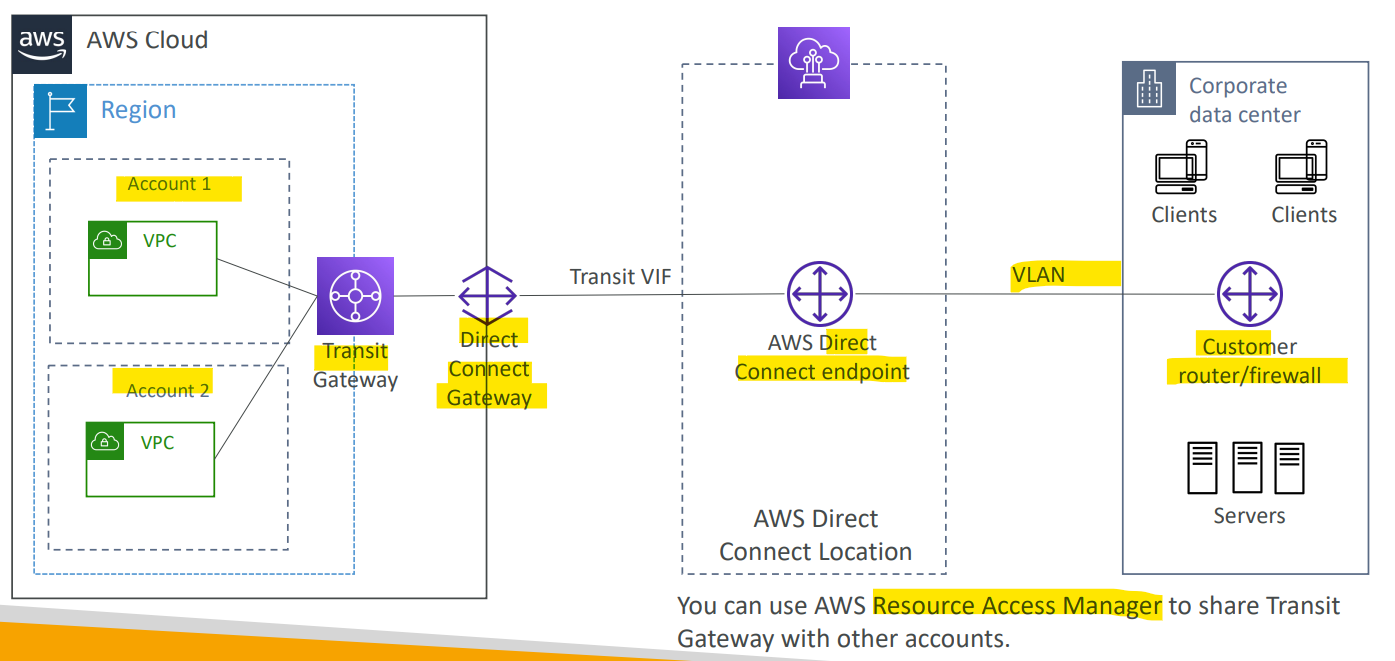 aws
AWS Cloud
Region
Account 1
VPC
Account 2
VPC
Transit
Gateway
Direct
Connect
Gateway
Transit VIF
AWS Direct
Connect endpoint
AWS Direct
Connect Location
VLAN
Corporate
data center
Clients
Clients
Customer
router/firewall
Servers
You can use AWS Resource Access Manager to share Transit
Gateway with other accounts.